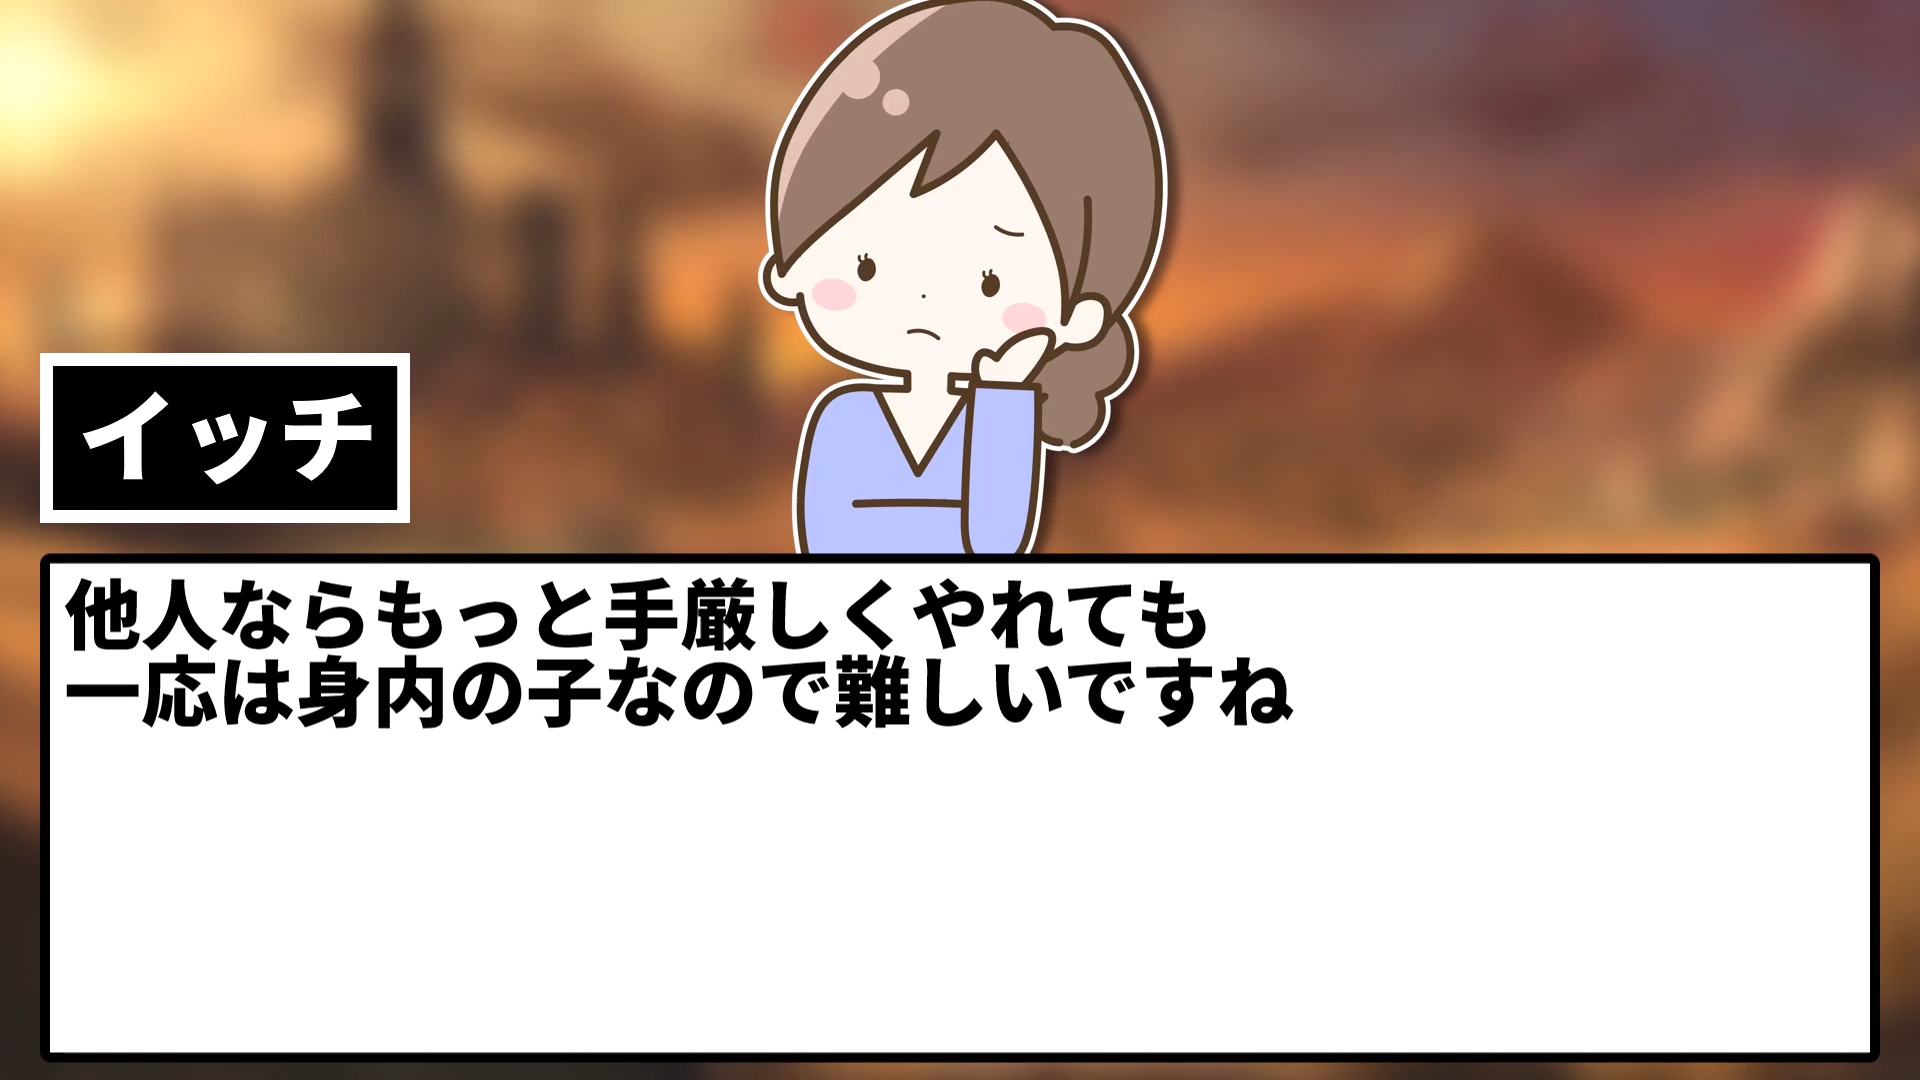 イッチ
他人ならもっと手厳しくやれても
一応は身内の子なので難しいですね